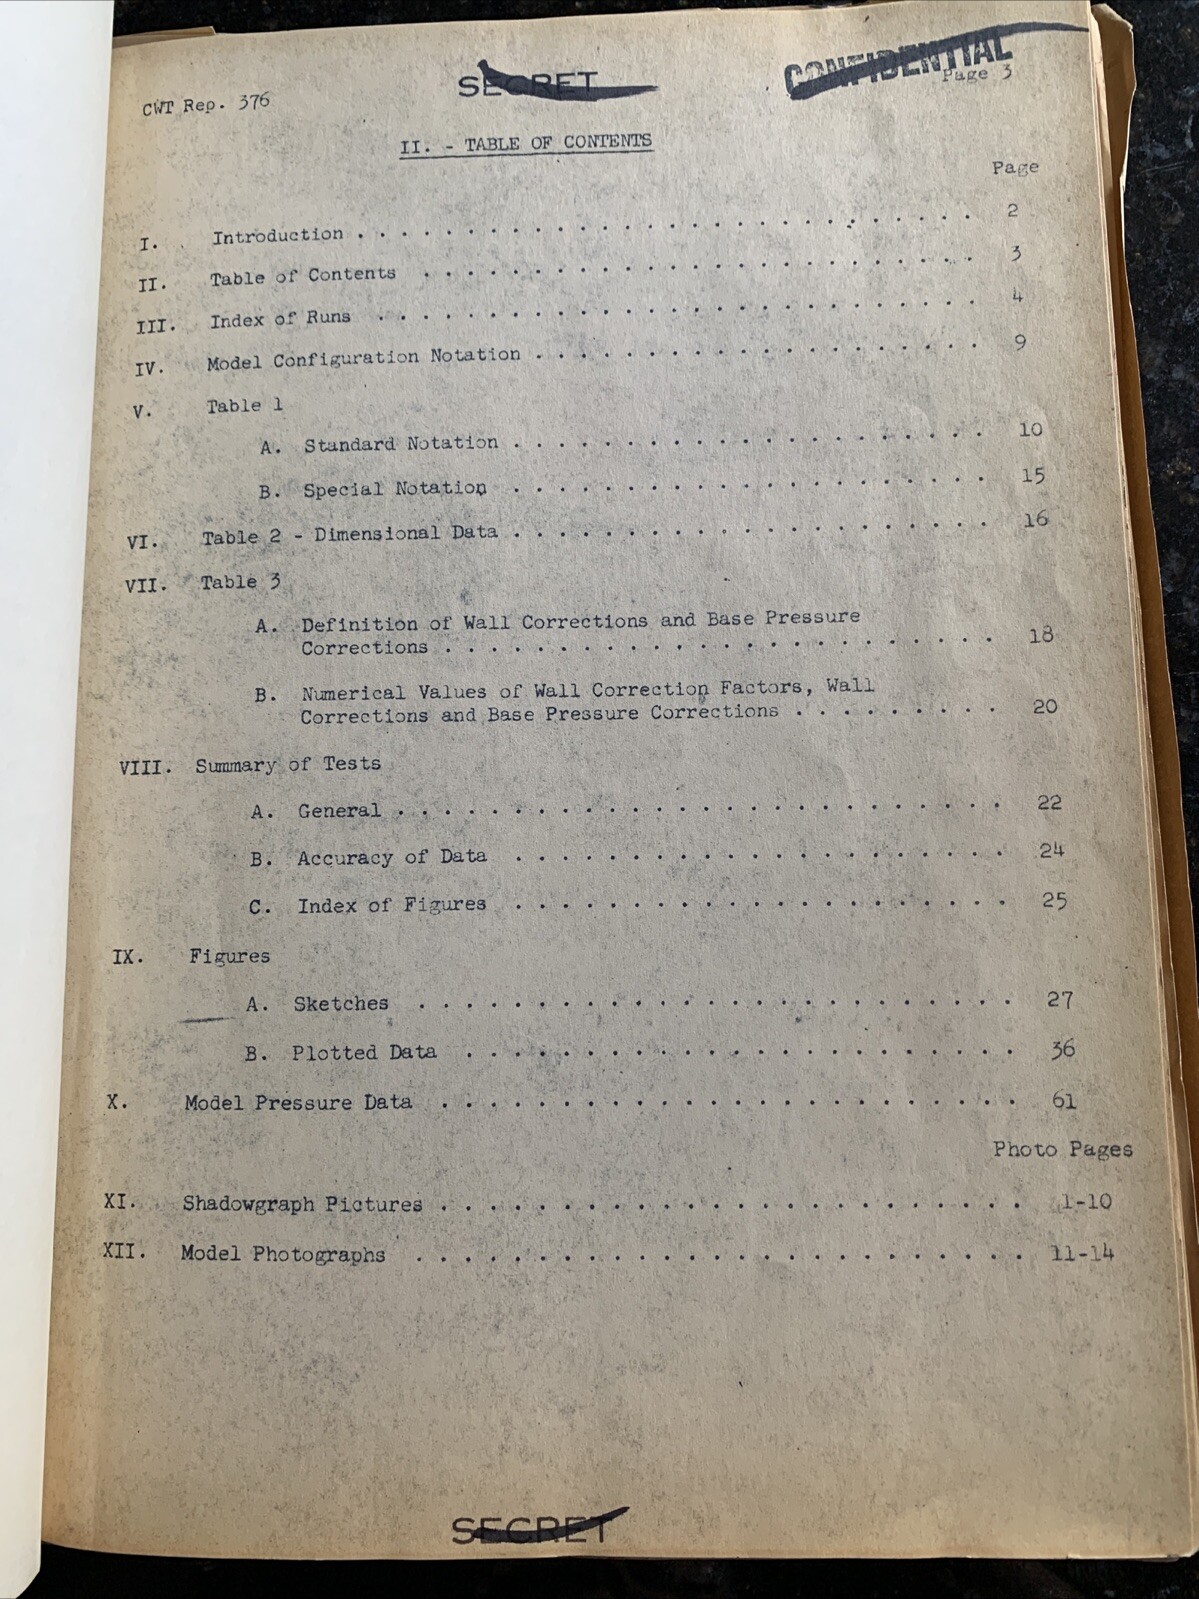 SECRET
CONFIDENTIAL
CWT Rep. 376
Page 3
II. - TABLE OF CONTENTS
Page
I. Introduction . . . . . . . . . . . . . . . . . . . . . . . . . . 2
II. Table of Contents . . . . . . . . . . . . . . . . . . . . . . . . 3
III. Index of Runs . . . . . . . . . . . . . . . . . . . . . . . . . . 4
IV. Model Configuration Notation . . . . . . . . . . . . . . . . . . . 9
V. Table 1
A. Standard Notation . . . . . . . . . . . . . . . . . . . . . 10
B. Special Notation . . . . . . . . . . . . . . . . . . . . . 15
VI. Table 2 - Dimensional Data . . . . . . . . . . . . . . . . . . . . . 16
VII. Table 3
A. Definition of Wall Corrections and Base Pressure
Corrections . . . . . . . . . . . . . . . . . . . . . . . . 18
B. Numerical Values of Wall Correction Factors, Wall
Corrections and Base Pressure Corrections . . . . . . . . . 20
VIII. Summary of Tests
A. General . . . . . . . . . . . . . . . . . . . . . . . . . . 22
B. Accuracy of Data . . . . . . . . . . . . . . . . . . . . . 24
C. Index of Figures . . . . . . . . . . . . . . . . . . . . . 25
IX. Figures
A. Sketches . . . . . . . . . . . . . . . . . . . . . . . . . . 27
B. Plotted Data . . . . . . . . . . . . . . . . . . . . . . . . 36
X. Model Pressure Data . . . . . . . . . . . . . . . . . . . . . . . . . 61
Photo Pages
XI. Shadowgraph Pictures . . . . . . . . . . . . . . . . . . . . . . . . 1-10
XII. Model Photographs . . . . . . . . . . . . . . . . . . . . . . . . . 11-14
SECRET